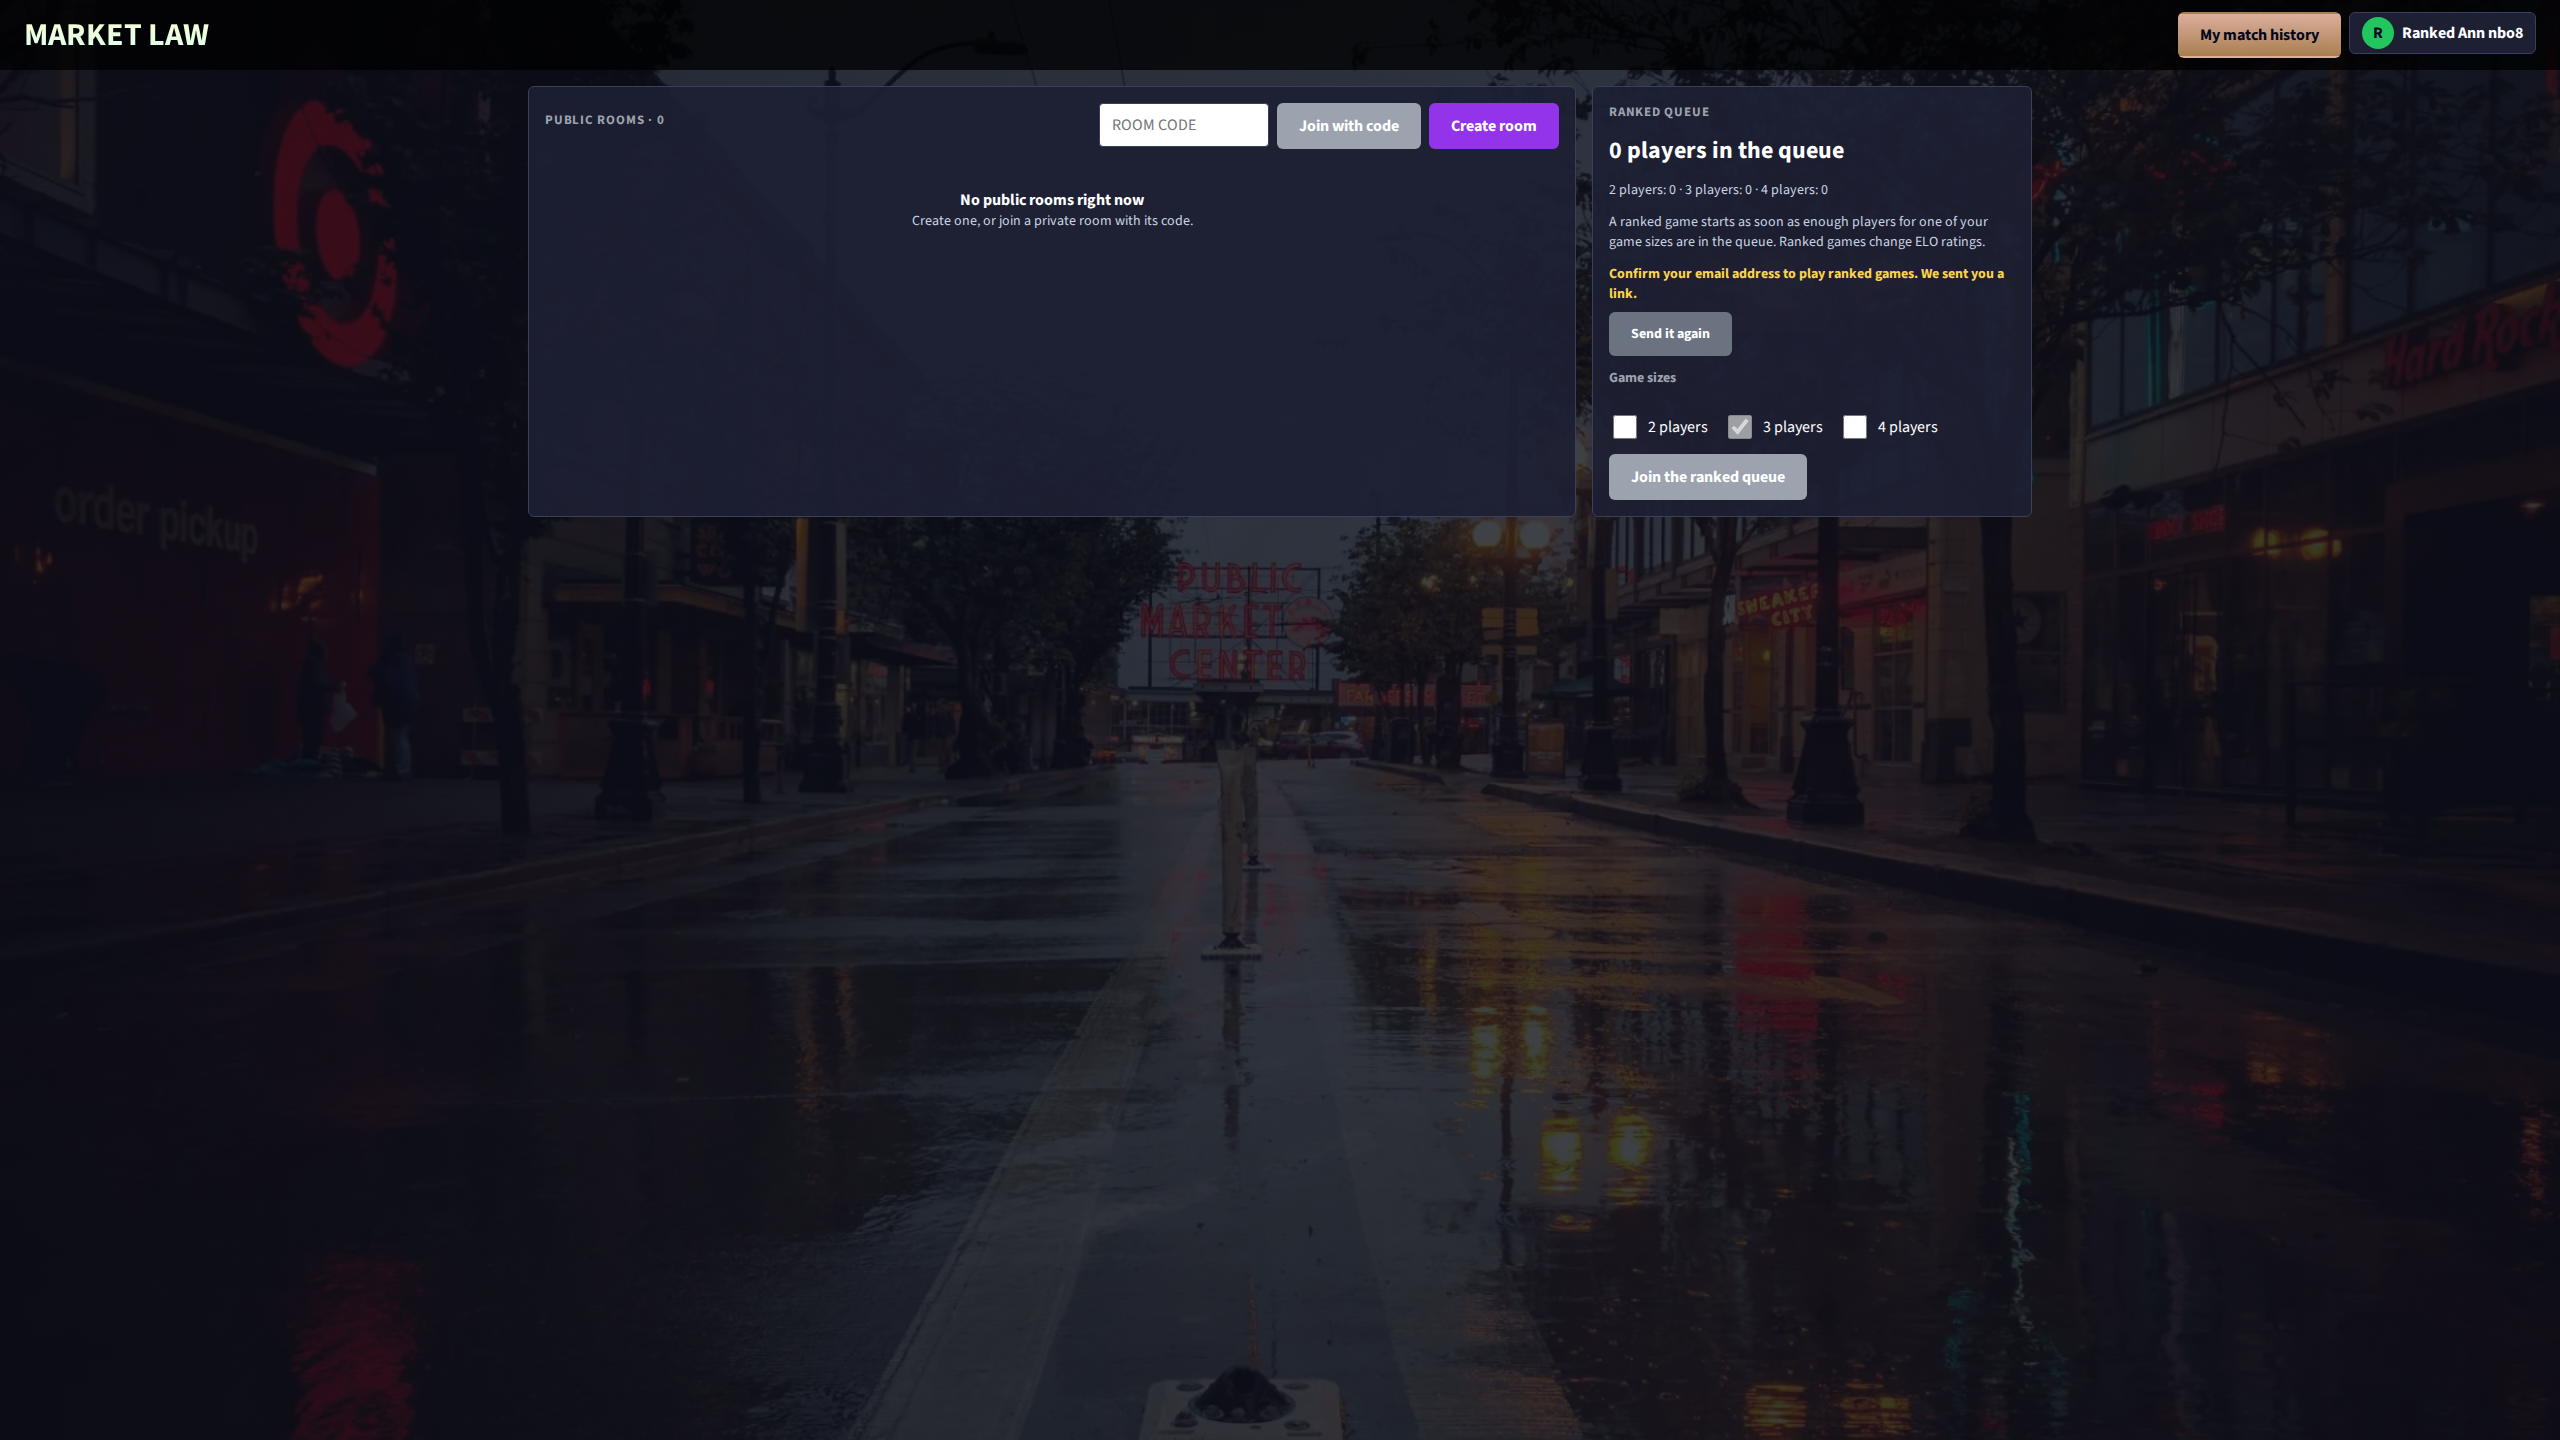 MARKET LAW
My match history
R
Ranked Ann nbo8
PUBLIC ROOMS · 0
ROOM CODE
Join with code
Create room
No public rooms right now
Create one, or join a private room with its code.
RANKED QUEUE
0 players in the queue
2 players: 0 · 3 players: 0 · 4 players: 0
A ranked game starts as soon as enough players for one of your
game sizes are in the queue. Ranked games change ELO ratings.
Confirm your email address to play ranked games. We sent you a
link.
Send it again
Game sizes
2 players
3 players
4 players
Join the ranked queue
order pickup
Hard Rock
PUBLIC
MARKET
CENTER
SNEAKER
CITY